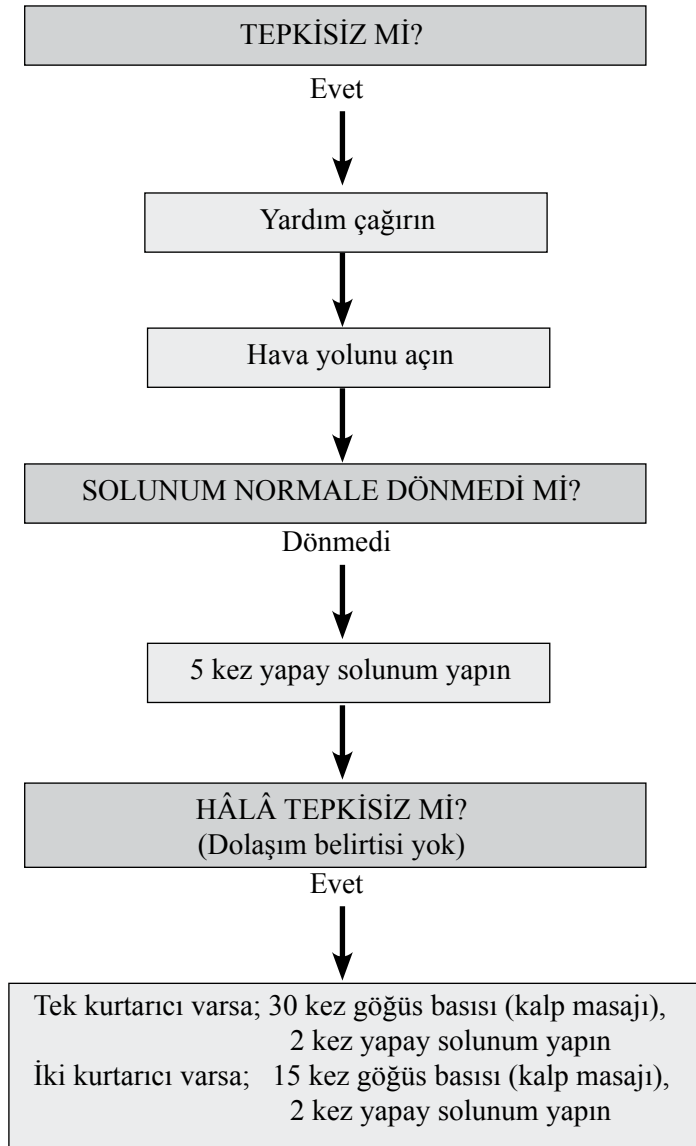 TEPKİSİZ Mİ?
Evet
Yardım çağırın
Hava yolunu açın
SOLUNUM NORMALE DÖNMEDİ Mİ?
Dönmedi
5 kez yapay solunum yapın
HÂLÂ TEPKİSİZ Mİ?
(Dolaşım belirtisi yok)
Evet
Tek kurtarıcı varsa; 30 kez göğüs basısı (kalp masajı),
2 kez yapay solunum yapın
İki kurtarıcı varsa; 15 kez göğüs basısı (kalp masajı),
2 kez yapay solunum yapın